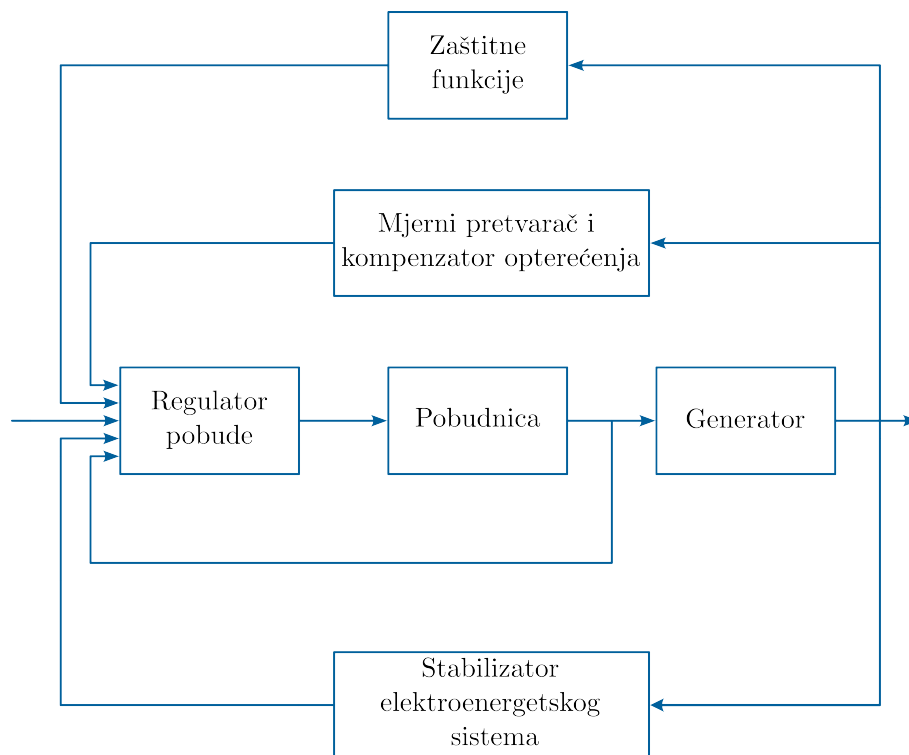 Zaštitne
funkcije
Mjerni pretvarač i
kompenzator opterećenja
Regulator
pobude
Pobudnica
Generator
Stabilizator
elektroenergetskog
sistema